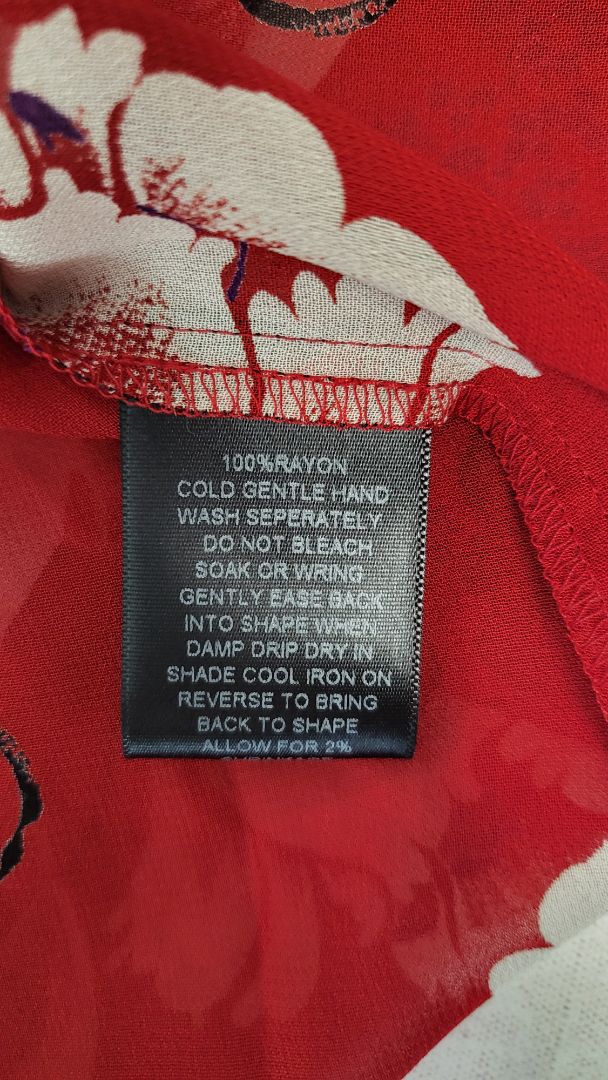 100%RAYON
COLD GENTLE HAND
WASH SEPERATELY
DO NOT BLEACH
SOAK OR WRING
GENTLY EASE BACK
INTO SHAPE WHEN
DAMP DRIP DRY IN
SHADE COOL IRON ON
REVERSE TO BRING
BACK TO SHAPE
ALLOW FOR 2%